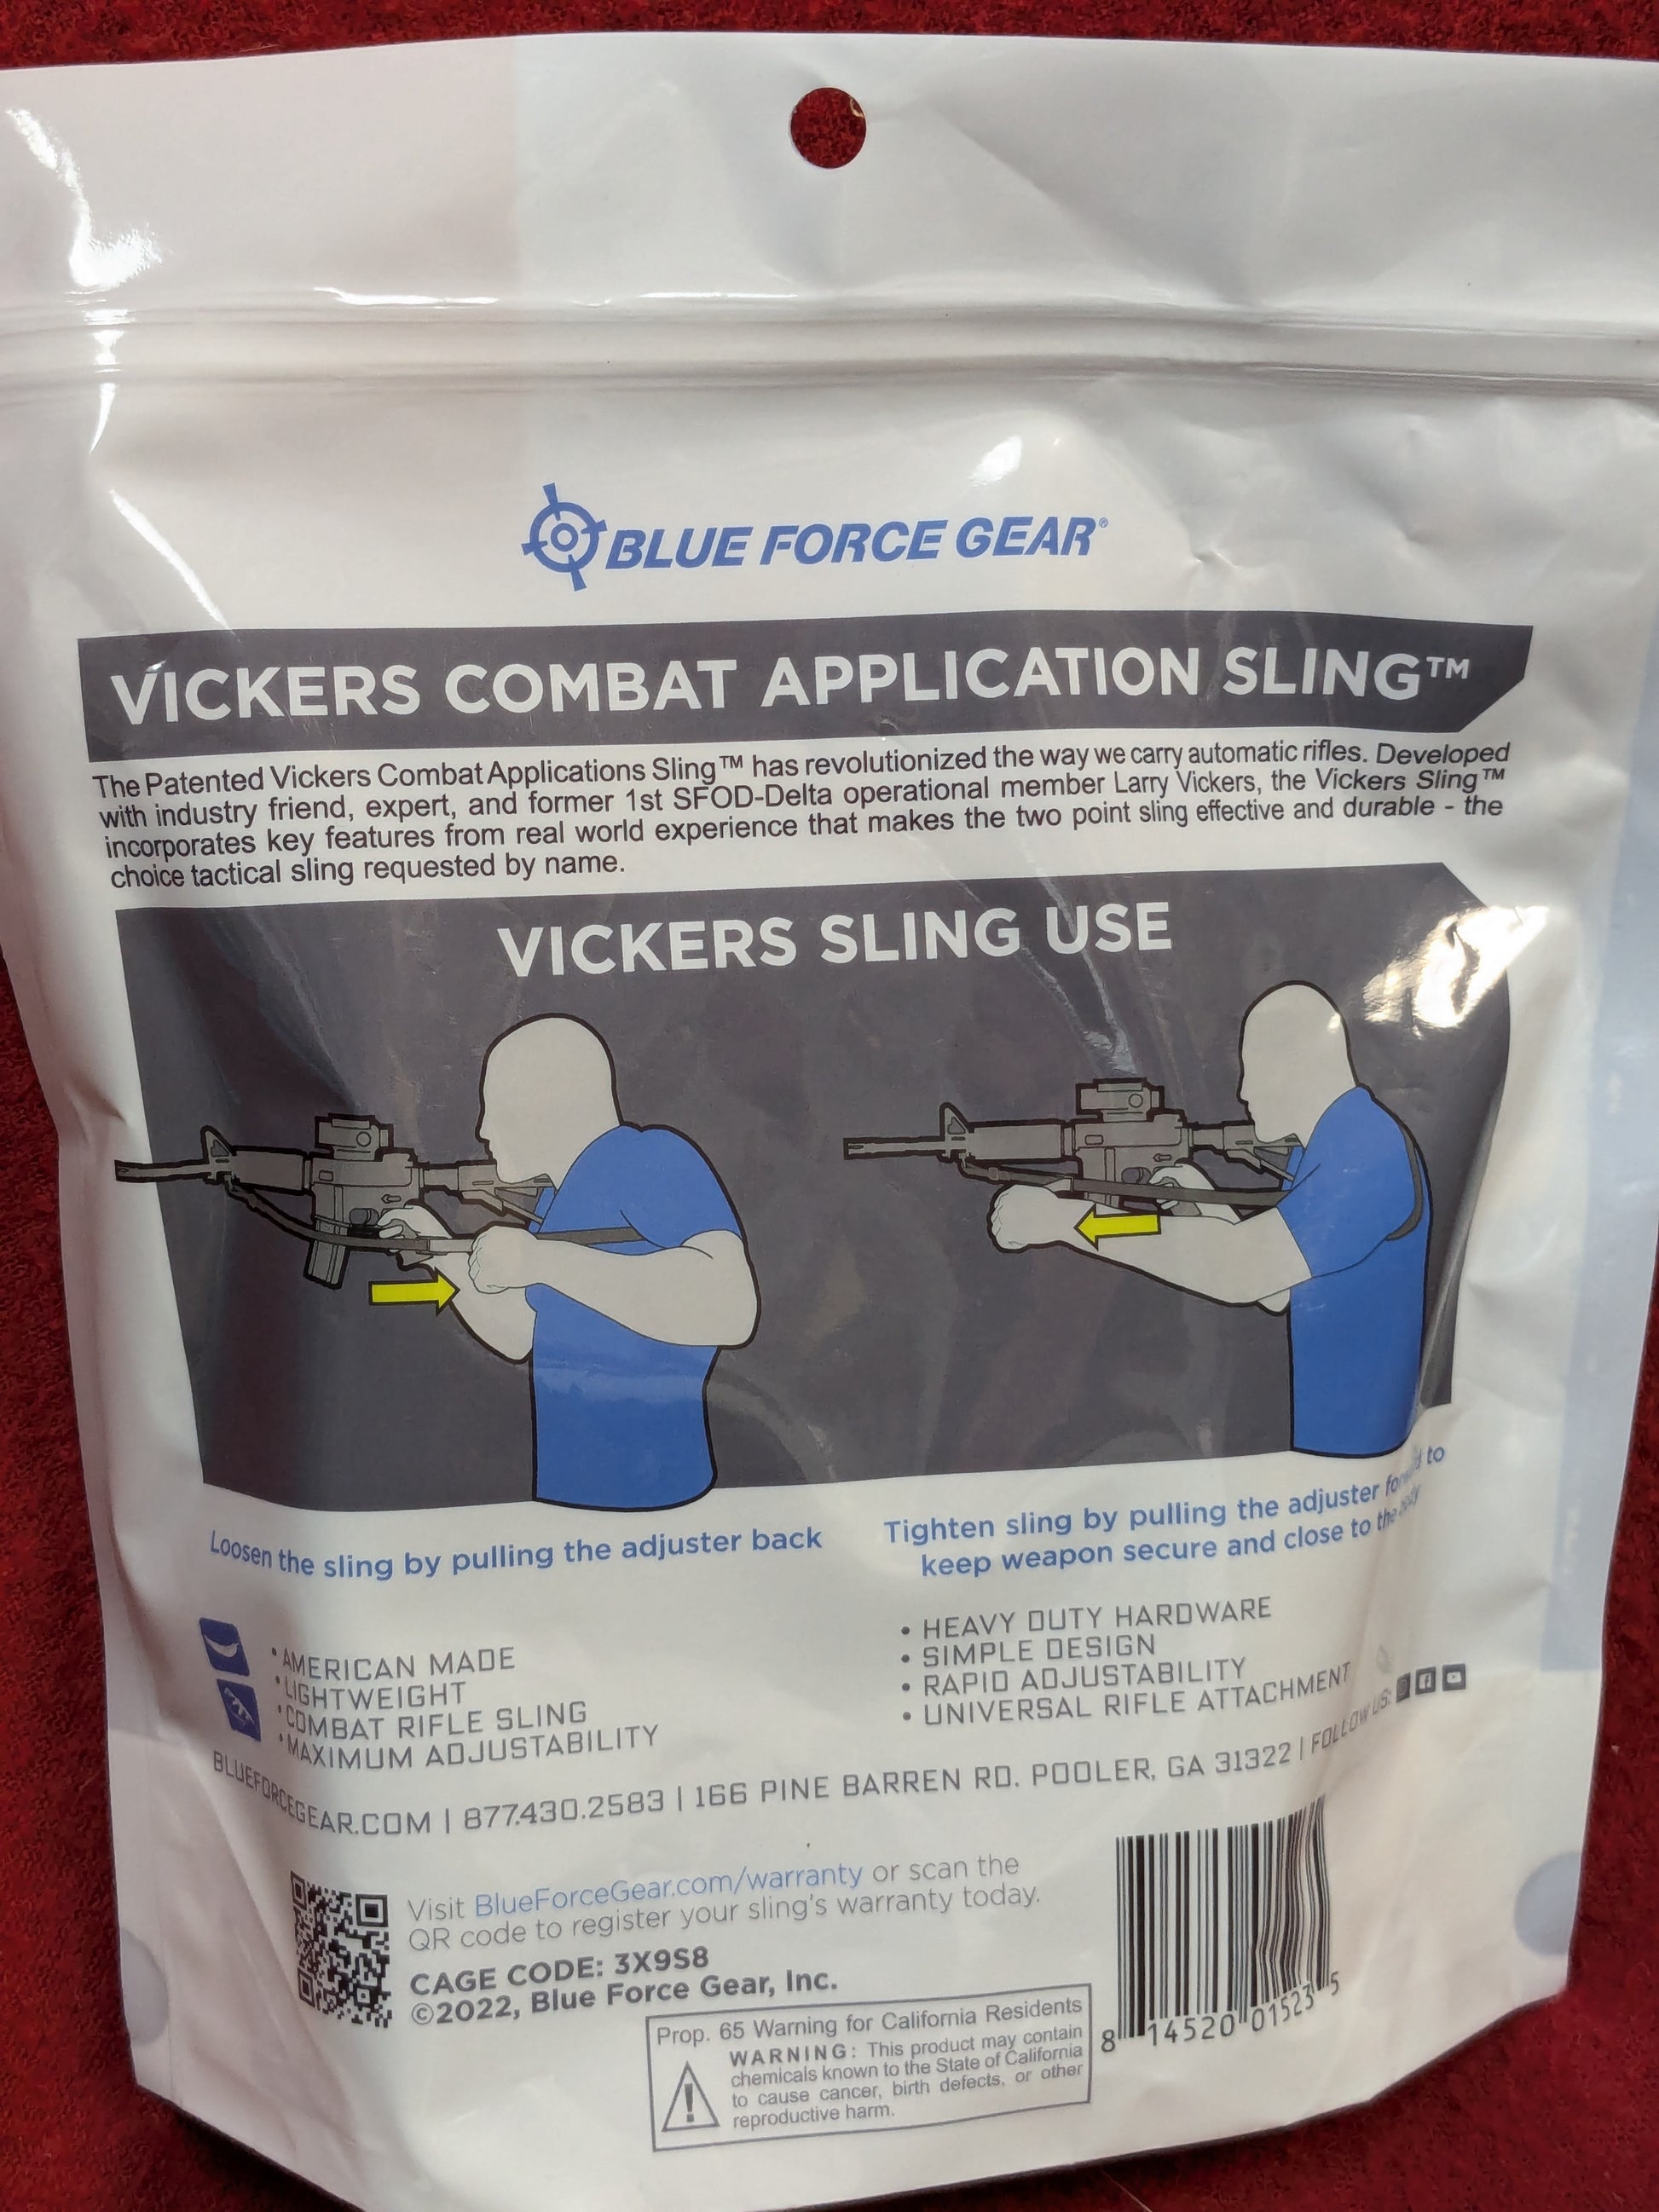 BLUE FORCE GEAR®
VICKERS COMBAT APPLICATION SLING™
The Patented Vickers Combat Applications Sling™ has revolutionized the way we carry automatic rifles. Developed
with industry friend, expert, and former 1st SFOD-Delta operational member Larry Vickers, the Vickers Sling™
incorporates key features from real world experience that makes the two point sling effective and durable - the
choice tactical sling requested by name.
VICKERS SLING USE
Loosen the sling by pulling the adjuster back
Tighten sling by pulling the adjuster forward to
keep weapon secure and close to the body
• AMERICAN MADE
• LIGHTWEIGHT
• COMBAT RIFLE SLING
• MAXIMUM ADJUSTABILITY
• HEAVY DUTY HARDWARE
• SIMPLE DESIGN
• RAPID ADJUSTABILITY
• UNIVERSAL RIFLE ATTACHMENT
BLUEFORCEGEAR.COM | 877.430.2583 | 166 PINE BARREN RD. POOLER, GA 31322 | FOLLOW US:
Visit BlueForceGear.com/warranty or scan the
QR code to register your sling's warranty today.
CAGE CODE: 3X9S8
©2022, Blue Force Gear, Inc.
Prop. 65 Warning for California Residents
WARNING: This product may contain
chemicals known to the State of California
to cause cancer, birth defects, or other
reproductive harm.
8 14520 01523 5